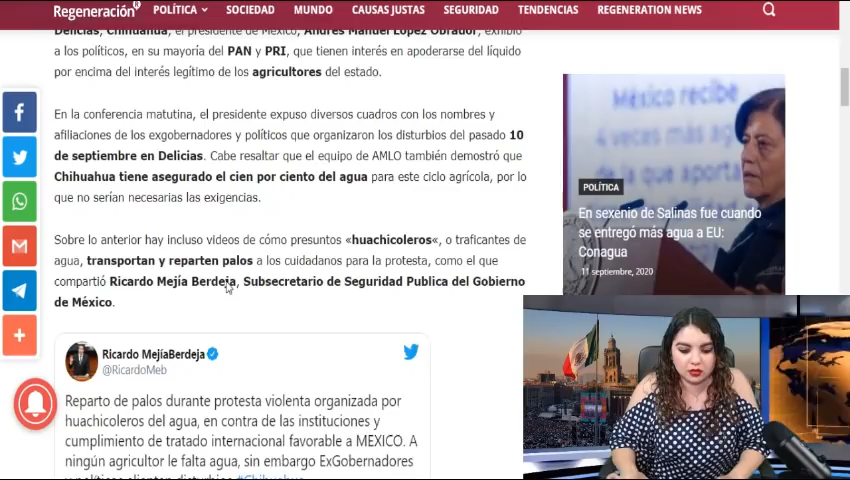 Regeneración
POLÍTICA
SOCIEDAD
MUNDO
CAUSAS JUSTAS
SEGURIDAD
TENDENCIAS
REGENERATION NEWS
Delicias, Chihuahua, el presidente de México, Andrés Manuel López Obrador, exhibió
a los políticos, en su mayoría del PAN y PRI, que tienen interés en apoderarse del líquido
por encima del interés legítimo de los agricultores del estado.
En la conferencia matutina, el presidente expuso diversos cuadros con los nombres y
afiliaciones de los exgobernadores y políticos que organizaron los disturbios del pasado 10
de septiembre en Delicias. Cabe resaltar que el equipo de AMLO también demostró que
Chihuahua tiene asegurado el cien por ciento del agua para este ciclo agrícola, por lo
que no serían necesarias las exigencias.
Sobre lo anterior hay incluso videos de cómo presuntos «huachicoleros«, o traficantes de
agua, transportan y reparten palos a los cuidadanos para la protesta, como el que
compartió Ricardo Mejía Berdeja, Subsecretario de Seguridad Publica del Gobierno
de México.
Ricardo MejíaBerdeja
@RicardoMeb
Reparto de palos durante protesta violenta organizada por
huachicoleros del agua, en contra de las instituciones y
cumplimiento de tratado internacional favorable a MEXICO. A
ningún agricultor le falta agua, sin embargo ExGobernadores
y políticos alientan disturbios #Chihuahua
México recibe
4 veces más agua
de la que aporta
POLÍTICA
En sexenio de Salinas fue cuando
se entregó más agua a EU:
Conagua
11 septiembre, 2020